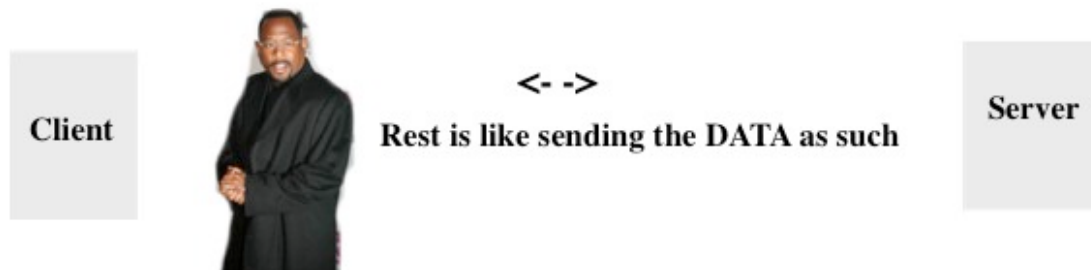 Client
<- ->
Rest is like sending the DATA as such
Server